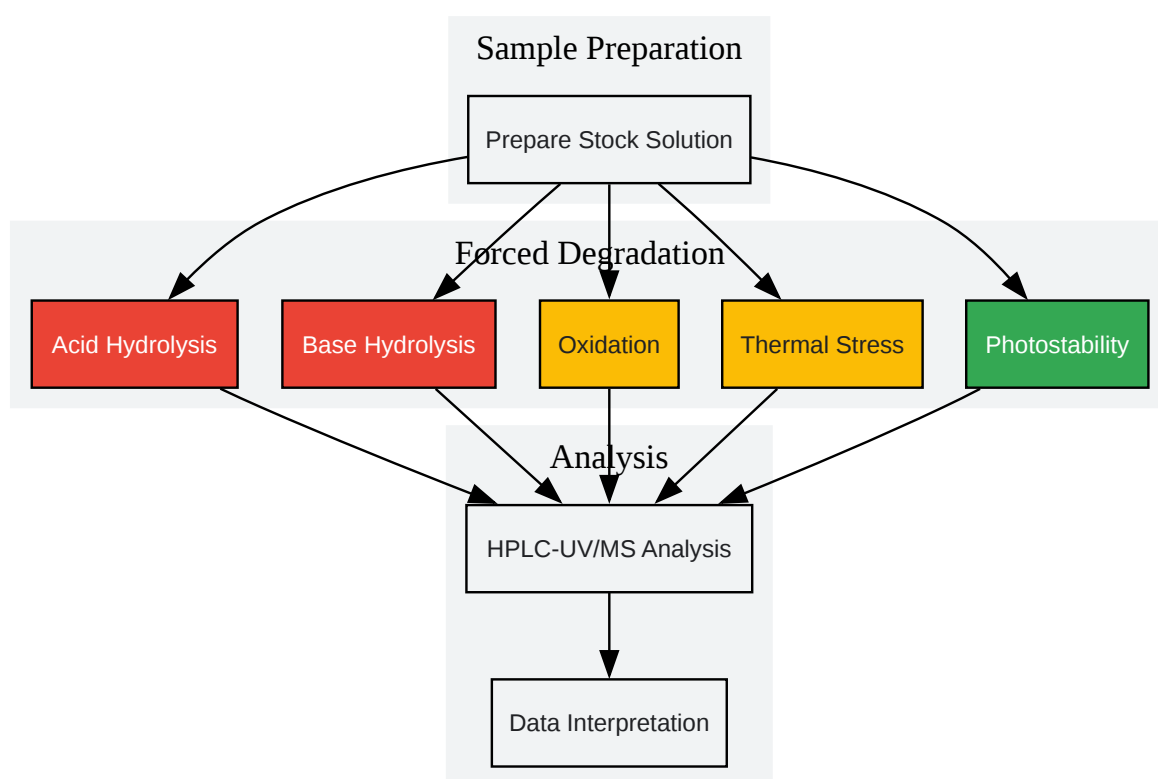 Sample Preparation
Prepare Stock Solution
Forced Degradation
Acid Hydrolysis
Base Hydrolysis
Oxidation
Thermal Stress
Photostability
Analysis
HPLC-UV/MS Analysis
Data Interpretation